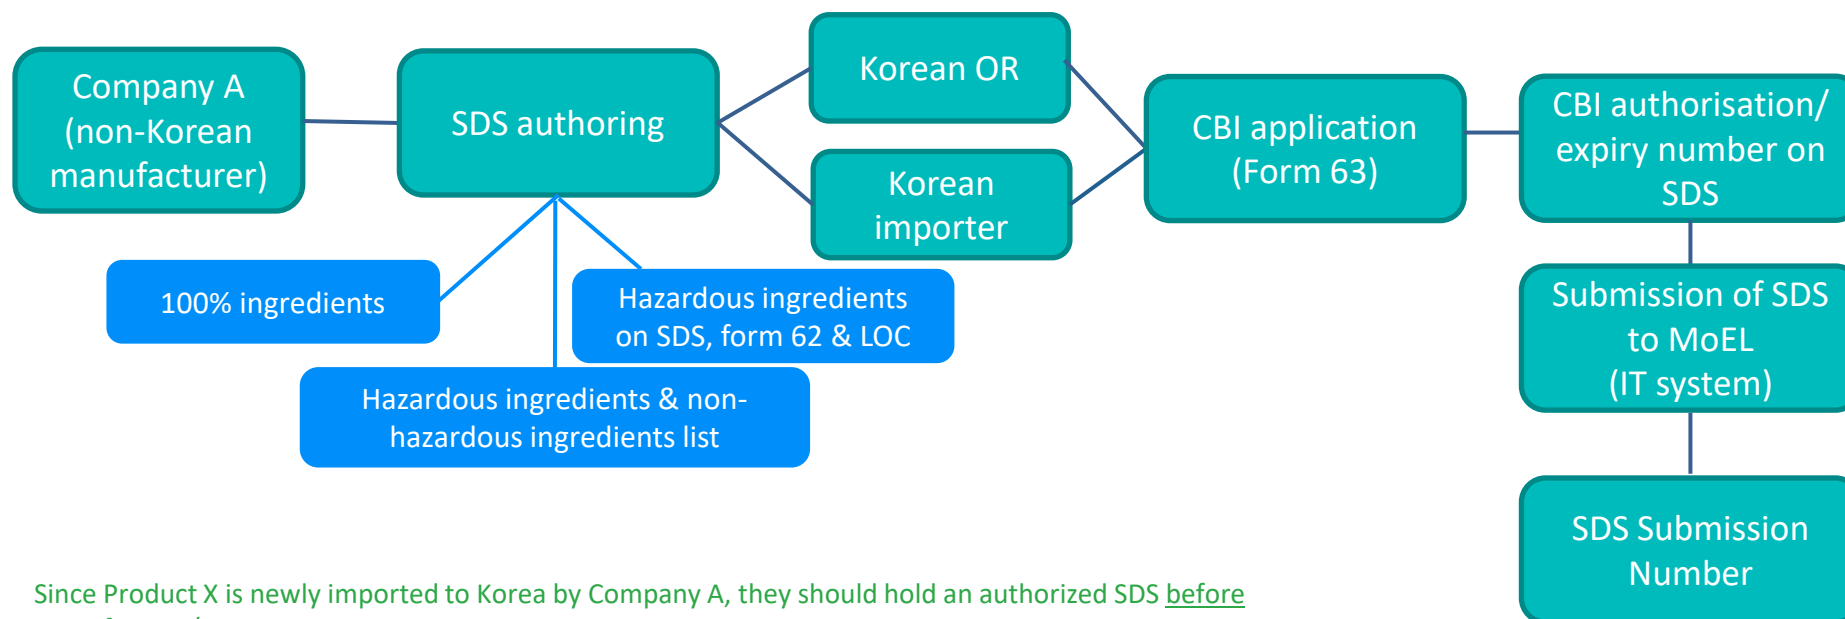 Company A
(non-Korean
manufacturer)
SDS authoring
Korean OR
Korean
importer
CBI application
(Form 63)
CBI authorisation/
expiry number on
SDS
100% ingredients
Hazardous ingredients
on SDS, form 62 & LOC
Hazardous ingredients & non-
hazardous ingredients list
Submission of SDS
to MoEL
(IT system)
SDS Submission
Number
Since Product X is newly imported to Korea by Company A, they should hold an authorized SDS before